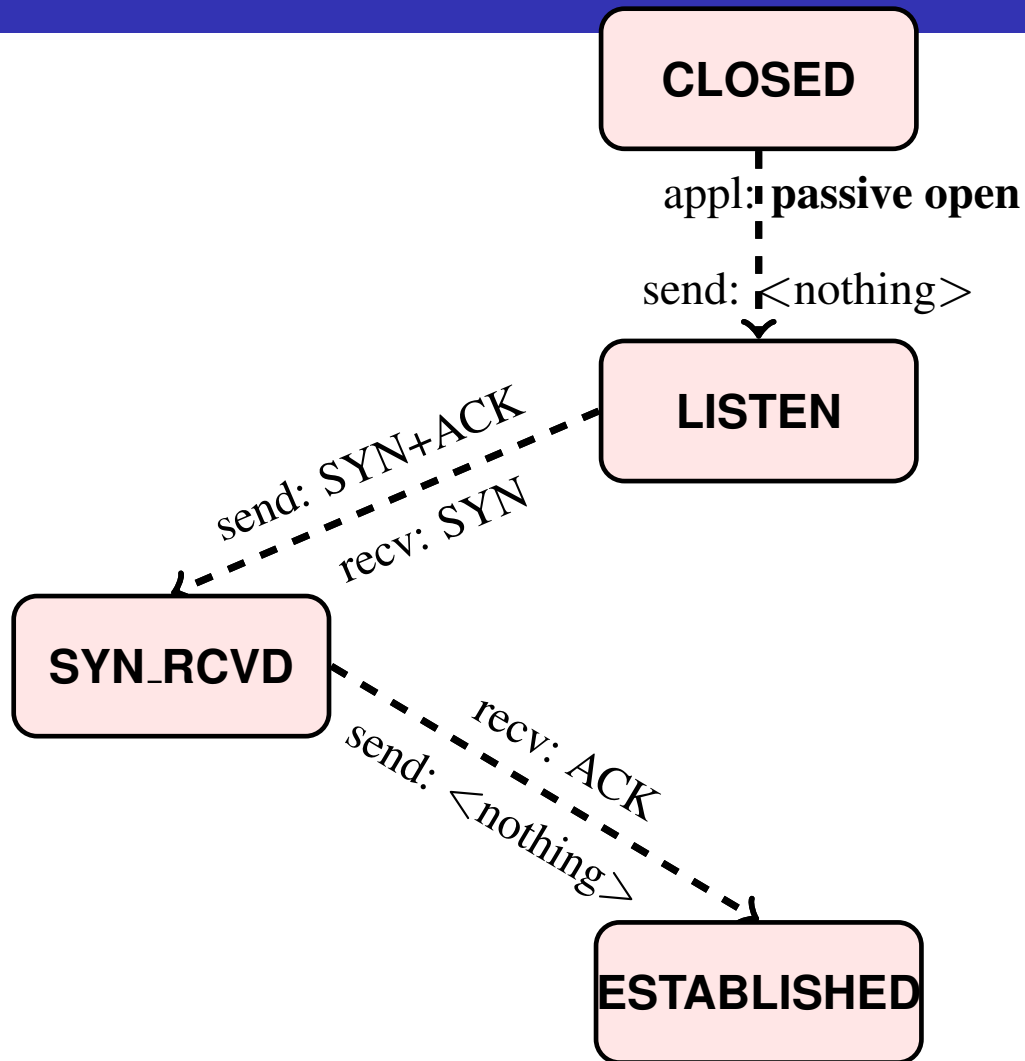 CLOSED
appl: passive open
send: <nothing>
LISTEN
send: SYN+ACK
recv: SYN
SYN_RCVD
recv: ACK
send: <nothing>
ESTABLISHED